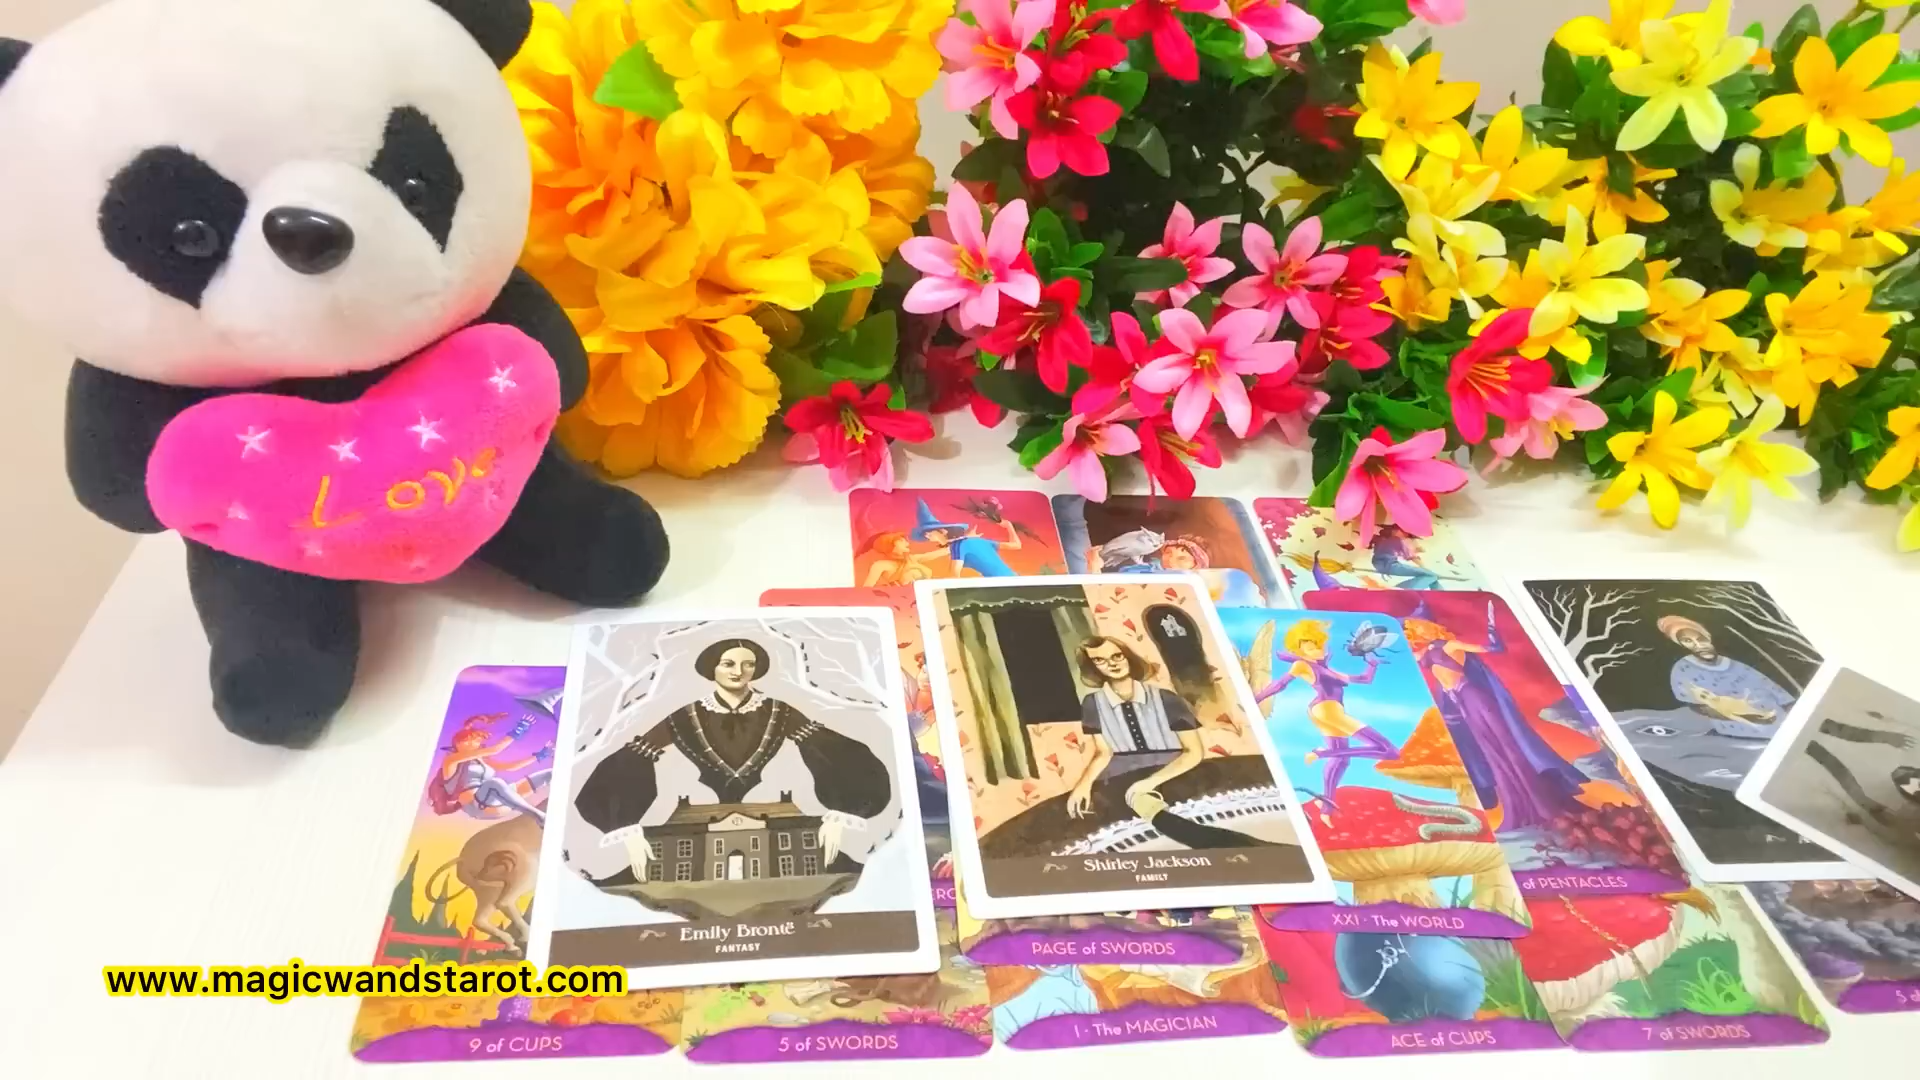 Love
Emily Brontë
FANTASY
Shirley Jackson
FAMILY
of PENTACLES
XXI · The WORLD
PAGE of SWORDS
www.magicwandstarot.com
9 of CUPS
5 of SWORDS
I · The MAGICIAN
ACE of CUPS
7 of SWORDS